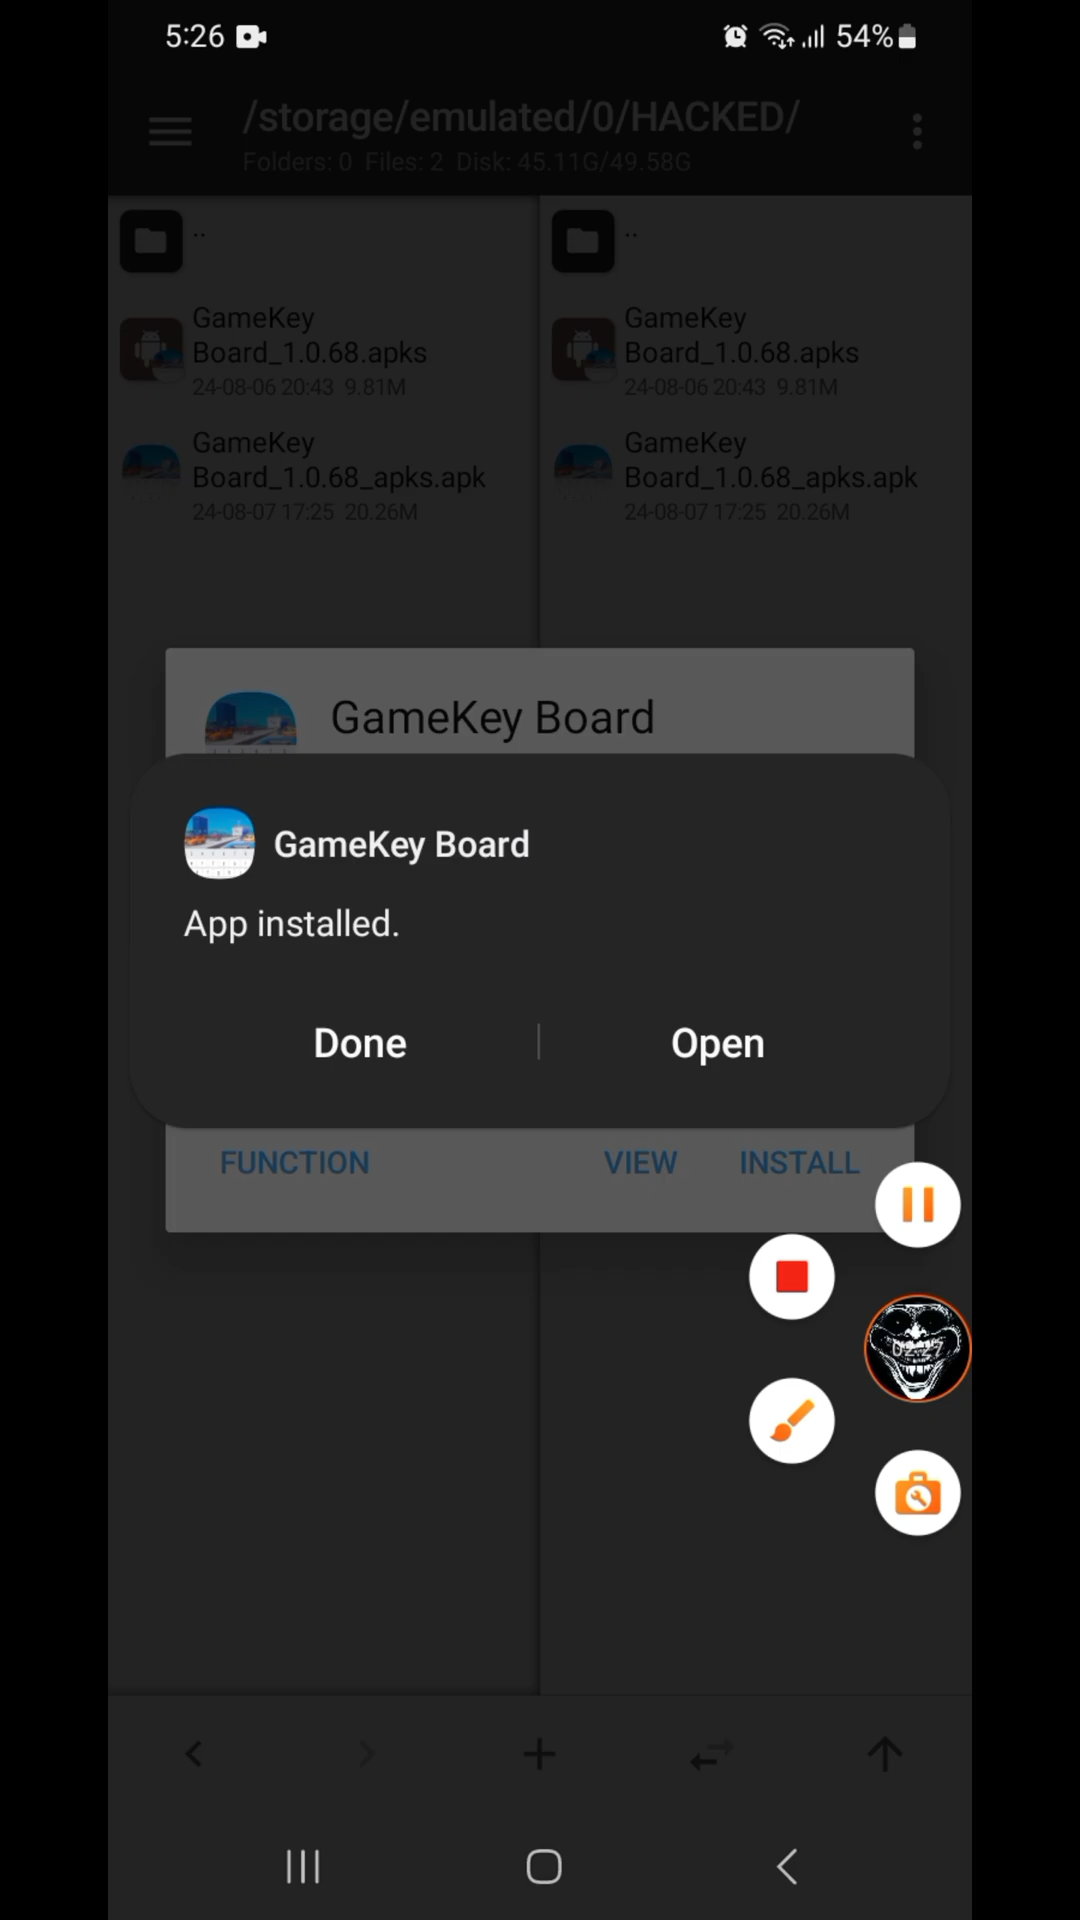 5:26
54%
/storage/emulated/0/HACKED/
Folders: 0 Files: 2 Disk: 45.11G/49.58G
..
GameKey
Board_1.0.68.apks
24-08-06 20:43 9.81M
GameKey
Board_1.0.68_apks.apk
24-08-07 17:25 20.26M
..
GameKey
Board_1.0.68.apks
24-08-06 20:43 9.81M
GameKey
Board_1.0.68_apks.apk
24-08-07 17:25 20.26M
GameKey Board
GameKey Board
App installed.
Done
Open
FUNCTION
VIEW
INSTALL
02:27